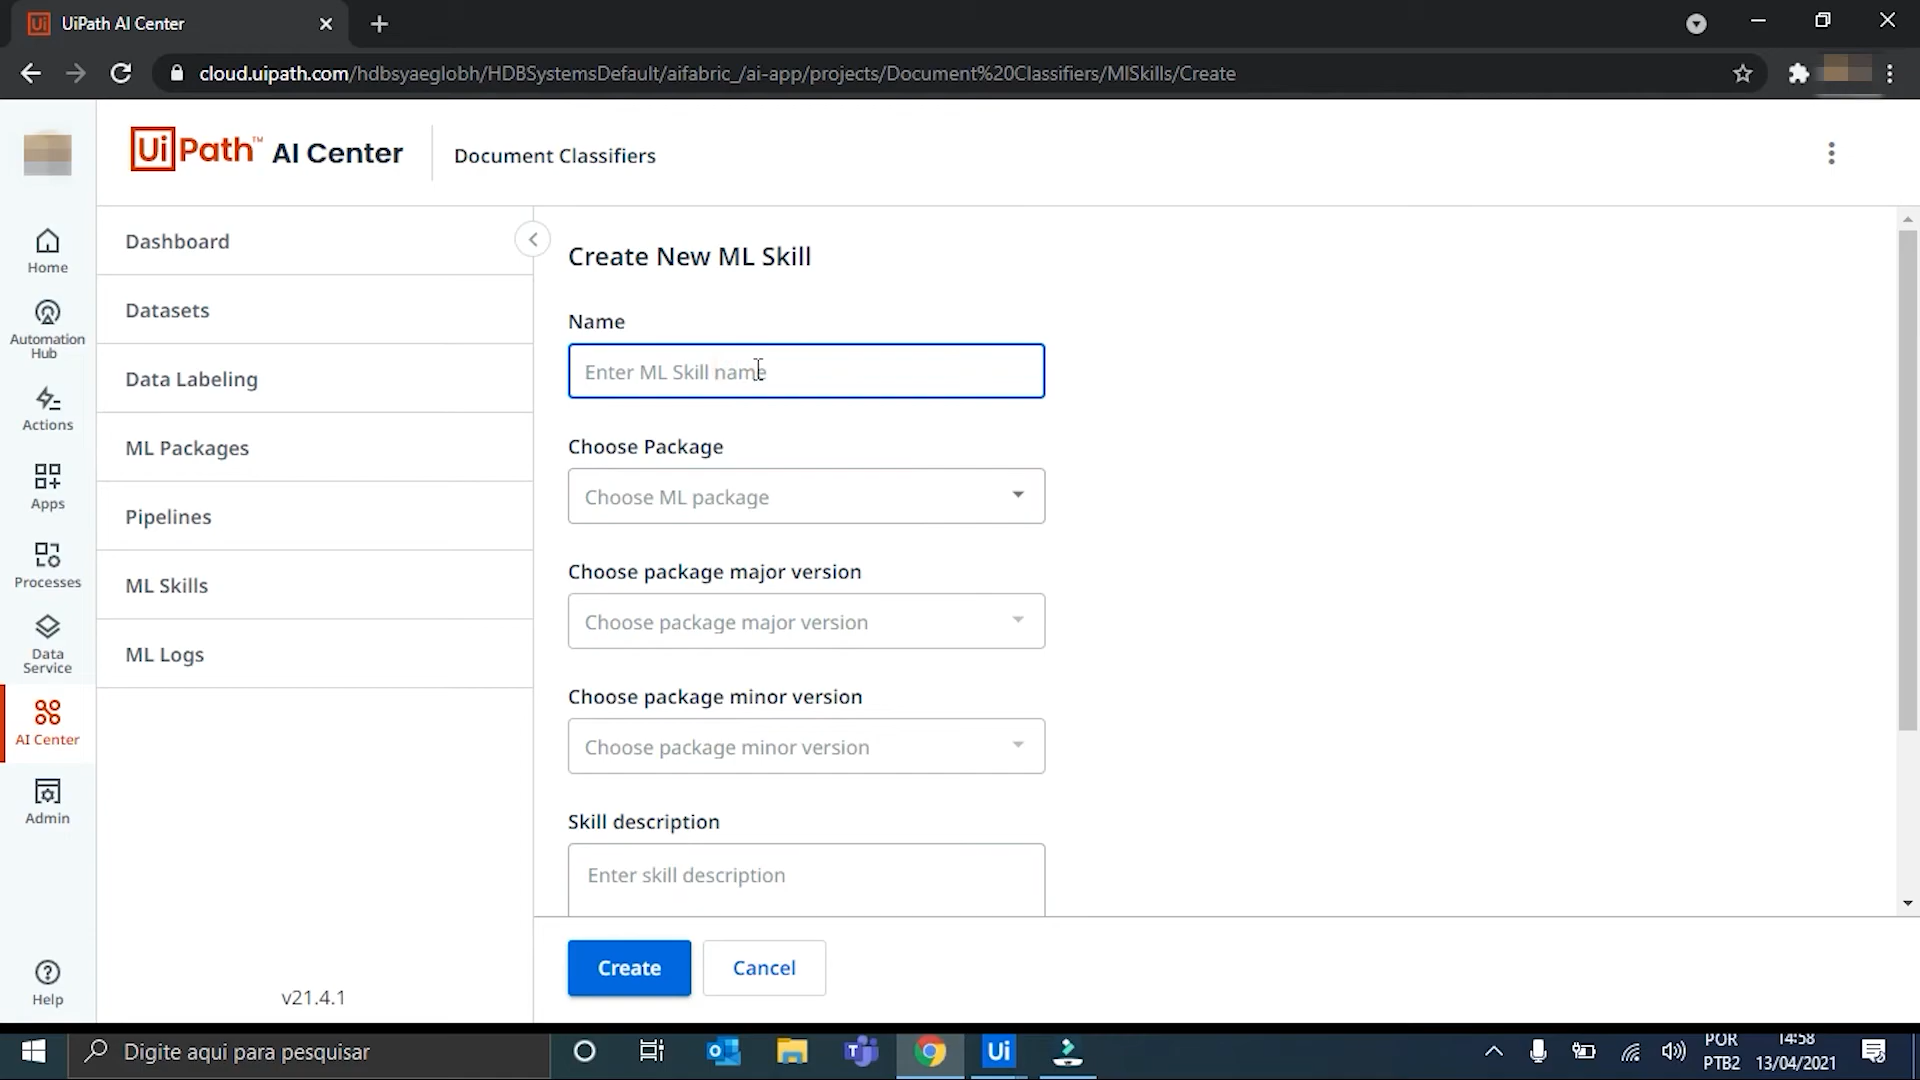 UiPath AI Center
cloud.uipath.com/hdbsyaeglobh/HDBSystemsDefault/aifabric_/ai-app/projects/Document%20Classifiers/MlSkills/Create
UiPath™ AI Center
Document Classifiers
Home
Automation
Hub
Actions
Apps
Processes
Data
Service
AI Center
Admin
Help
Dashboard
Datasets
Data Labeling
ML Packages
Pipelines
ML Skills
ML Logs
v21.4.1
Create New ML Skill
Name
Enter ML Skill name
Choose Package
Choose ML package
Choose package major version
Choose package major version
Choose package minor version
Choose package minor version
Skill description
Enter skill description
Create
Cancel
Digite aqui para pesquisar
Ui
POR
PTB2
14:58
13/04/2021